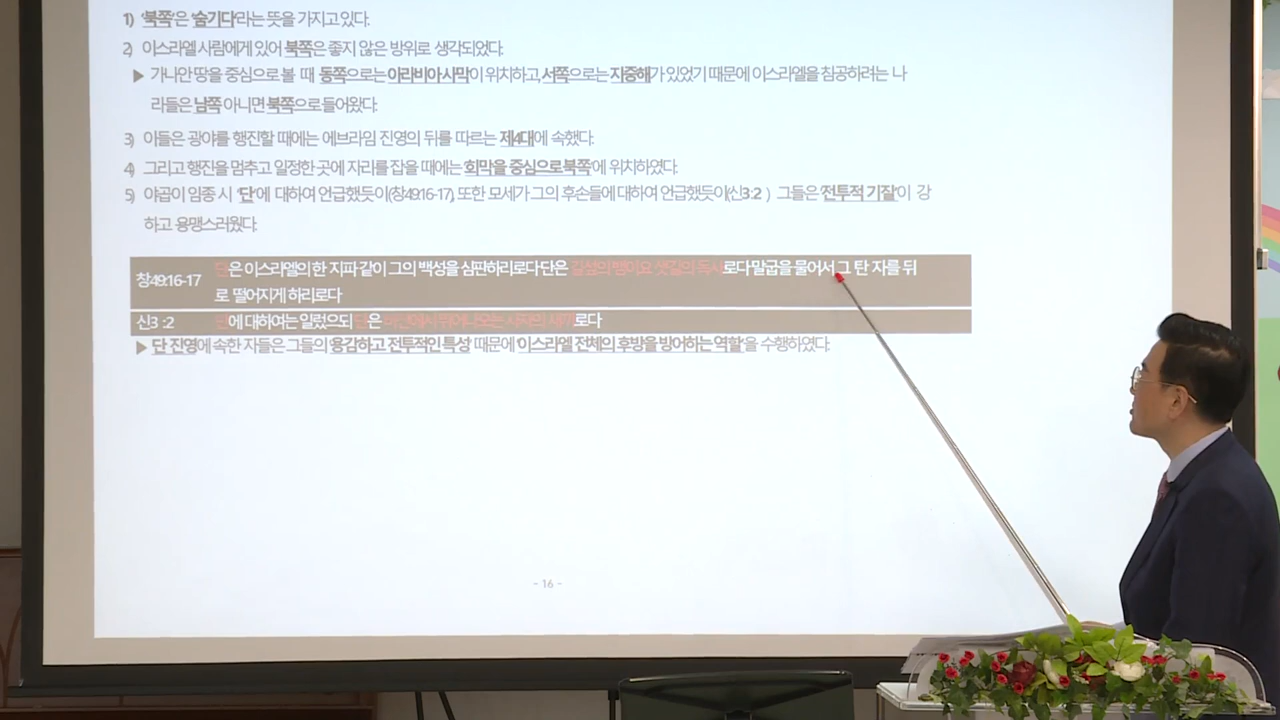 1) '북쪽'은 '숨기다'라는 뜻을 가지고 있다.
2) 이스라엘 사람에게 있어 북쪽은 좋지 않은 방위로 생각되었다.
▶ 가나안 땅을 중심으로 볼 때 동쪽으로는 아라비아 사막이 위치하고, 서쪽으로는 지중해가 있었기 때문에 이스라엘을 침공하려는 나
라들은 남쪽 아니면 북쪽으로 들어왔다.
3) 이들은 광야를 행진할 때에는 에브라임 진영의 뒤를 따르는 제4대에 속했다.
4) 그리고 행진을 멈추고 일정한 곳에 자리를 잡을 때에는 '회막을 중심으로 북쪽'에 위치하였다.
5) 야곱이 임종 시 '단'에 대하여 언급했듯이(창49:16-17), 또한 모세가 그의 후손들에 대하여 언급했듯이(신3 :2 ) 그들은 '전투적 기질'이 강
하고 용맹스러웠다.
창49:16-17 단은 이스라엘의 한 지파 같이 그의 백성을 심판하리로다 단은 길섶의 뱀이요 샛길의 독사로다 말굽을 물어서 그 탄 자를 뒤
로 떨어지게 하리로다
신3 :2 단에 대하여는 일렀으되 단은 바산에서 뛰어나오는 사자의 새끼로다
▶ 단 진영에 속한 자들은 그들의 '용감하고 전투적인 특성' 때문에 '이스라엘 전체의 후방을 방어하는 역할'을 수행하였다.
- 16 -